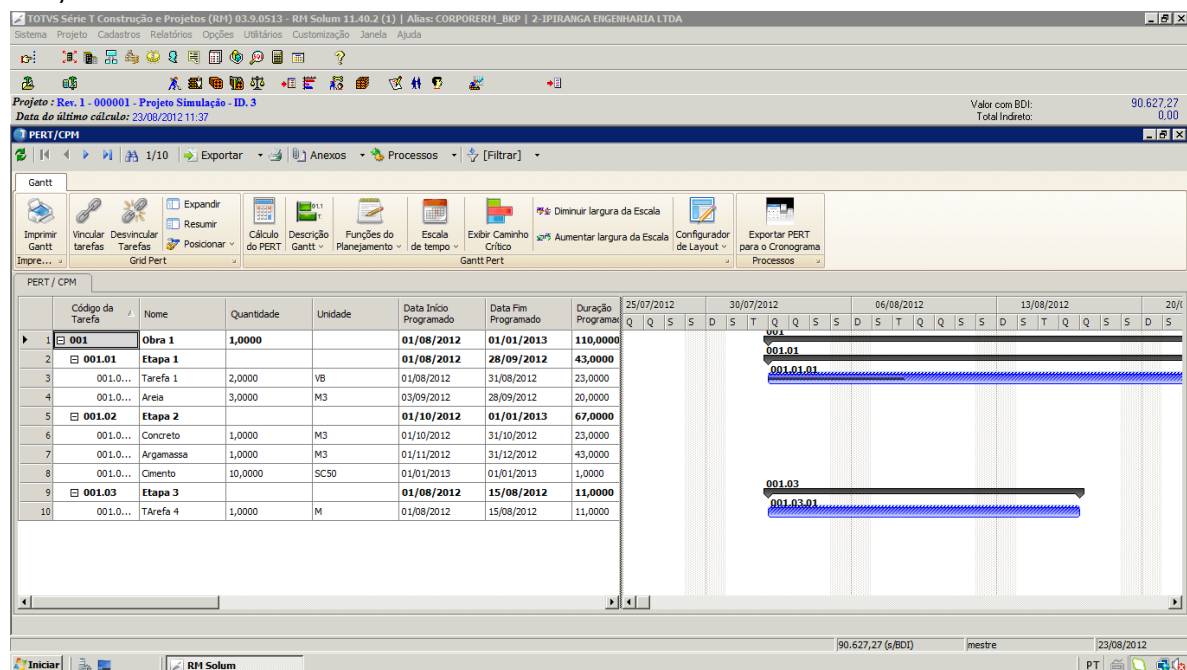 TOTVS Série T Construção e Projetos (RM) 03.9.0513 - RM Solum 11.40.2 (1) | Alias: CORPORERM_BKP | 2-IPIRANGA ENGENHARIA LTDA
Sistema Projeto Cadastros Relatórios Opções Utilitários Customização Janela Ajuda
Projeto : Rev. 1 - 000001 - Projeto Simulação - ID. 3 Valor com BDI: 90.627,27
Data do último cálculo: 23/08/2012 11:37 Total Indireto: 0,00
PERT/CPM
1/10 Exportar Anexos Processos [Filtrar]
Gantt
Imprimir Gantt Vincular tarefas Desvincular Tarefas Expandir Resumir Posicionar Cálculo do PERT Descrição Gantt Funções do Planejamento Escala de tempo Exibir Caminho Crítico Diminuir largura da Escala Aumentar largura da Escala Configurador de Layout Exportar PERT para o Cronograma
Impre... Grid Pert Gantt Pert Processos
PERT / CPM
Código da Tarefa Nome Quantidade Unidade Data Início Programado Data Fim Programado Duração 25/07/2012 30/07/2012 06/08/2012 13/08/2012
Q Q S S D S T Q Q S S D S T Q Q S S D S T Q Q S S D S
1 001 Obra 1 1,0000 01/08/2012 01/01/2013 110,0000 001
2 001.01 Etapa 1 01/08/2012 28/09/2012 43,0000 001.01
3 001.0... Tarefa 1 2,0000 VB 01/08/2012 31/08/2012 23,0000 001.01.01
4 001.0... Areia 3,0000 M3 03/09/2012 28/09/2012 20,0000
5 001.02 Etapa 2 01/10/2012 01/01/2013 67,0000
6 001.0... Concreto 1,0000 M3 01/10/2012 31/10/2012 23,0000
7 001.0... Argamassa 1,0000 M3 01/11/2012 31/12/2012 43,0000
8 001.0... Cimento 10,0000 SC50 01/01/2013 01/01/2013 1,0000
9 001.03 Etapa 3 01/08/2012 15/08/2012 11,0000 001.03
10 001.0... TArefa 4 1,0000 M 01/08/2012 15/08/2012 11,0000 001.03.01
90.627,27 (s/BDI) mestre 23/08/2012
Iniciar RM Solum PT